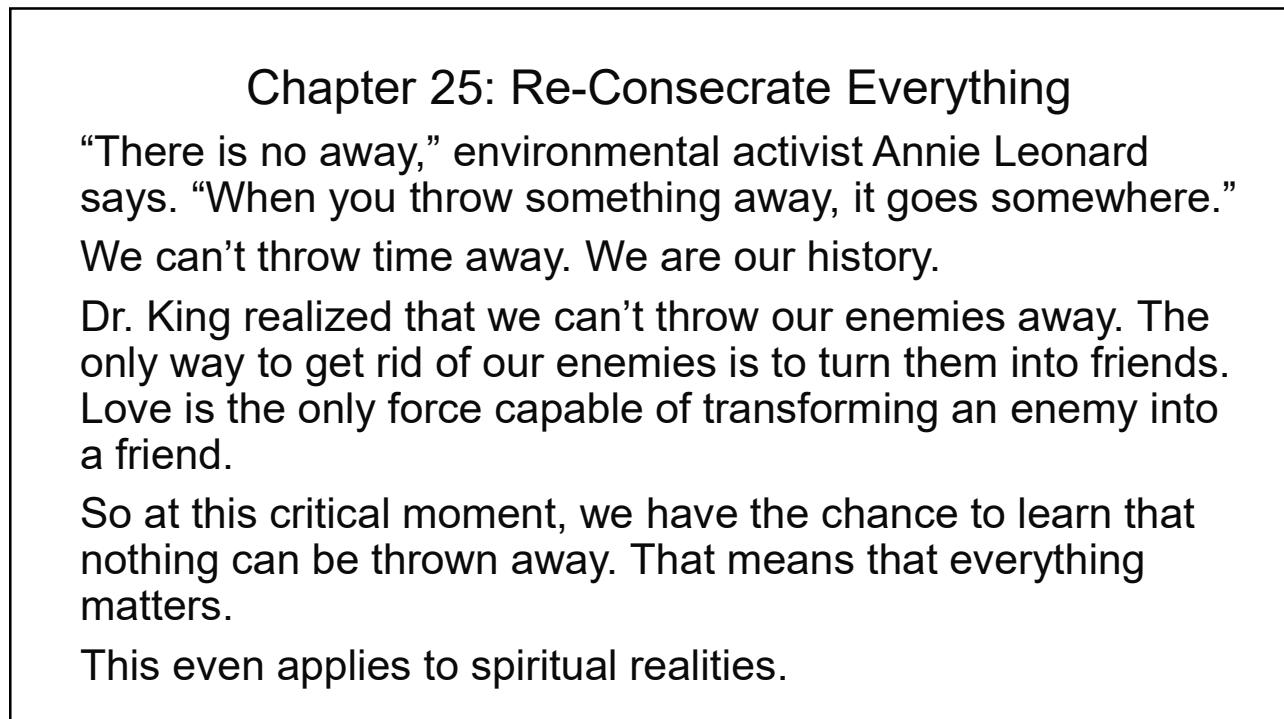 Chapter 25: Re-Consecrate Everything
“There is no away,” environmental activist Annie Leonard
says. “When you throw something away, it goes somewhere.”
We can’t throw time away. We are our history.
Dr. King realized that we can’t throw our enemies away. The
only way to get rid of our enemies is to turn them into friends.
Love is the only force capable of transforming an enemy into
a friend.
So at this critical moment, we have the chance to learn that
nothing can be thrown away. That means that everything
matters.
This even applies to spiritual realities.